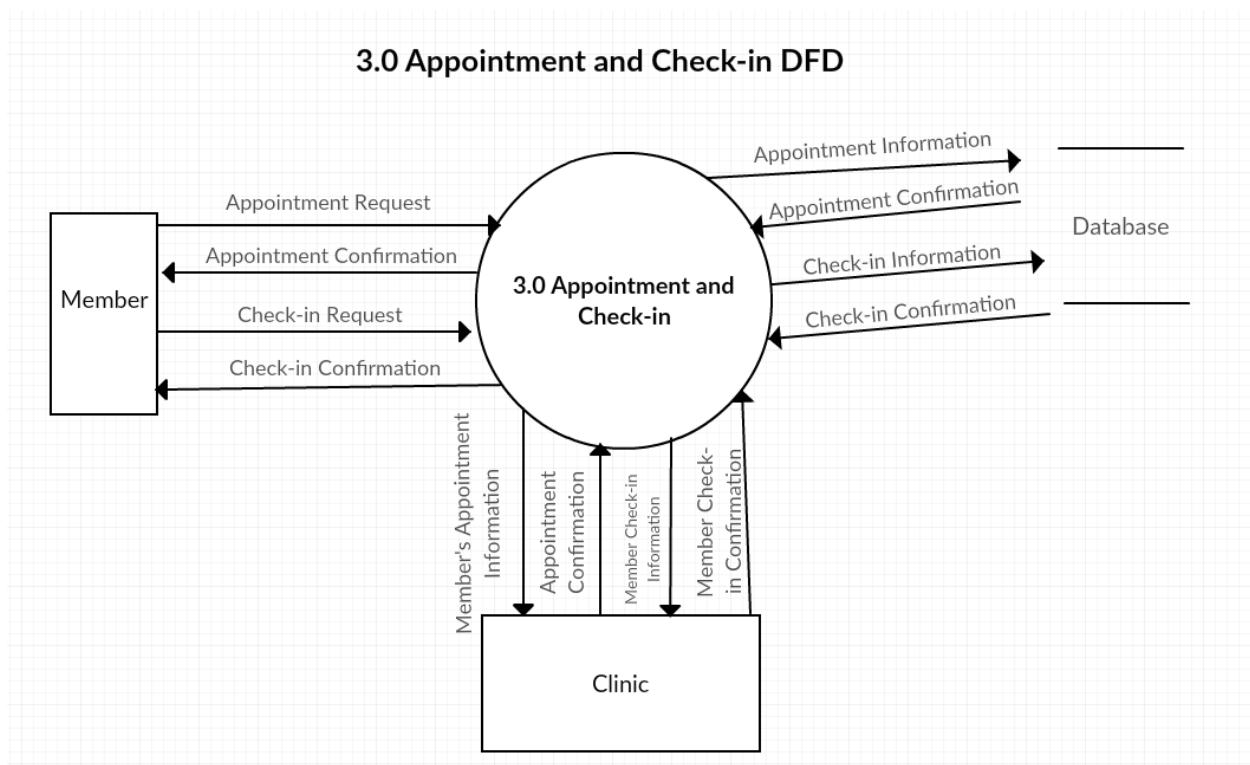 3.0 Appointment and Check-in DFD
Appointment Information
Appointment Confirmation
Database
Check-in Information
Check-in Confirmation
Appointment Request
Appointment Confirmation
Member
Check-in Request
Check-in Confirmation
3.0 Appointment and
Check-in
Member's Appointment
Information
Appointment
Confirmation
Member Check-in
Information
Member Check-
in Confirmation
Clinic